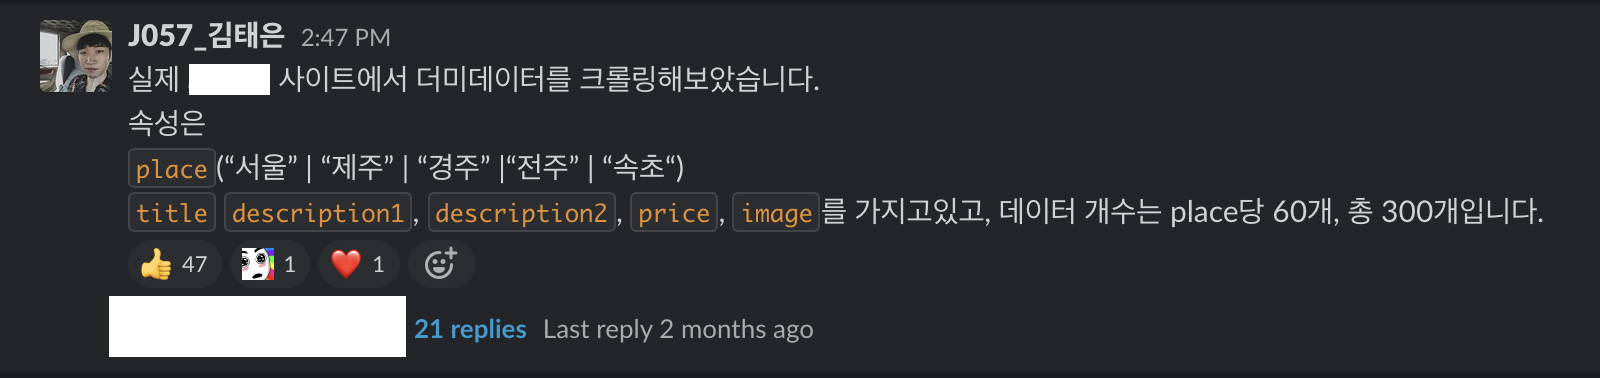 J057_김태은 2:47 PM
실제 사이트에서 더미데이터를 크롤링해보았습니다.
속성은
place(“서울” | “제주” | “경주” |“전주” | “속초“)
title description1, description2, price, image를 가지고있고, 데이터 개수는 place당 60개, 총 300개입니다.
👍 47 1 ❤️ 1
21 replies Last reply 2 months ago